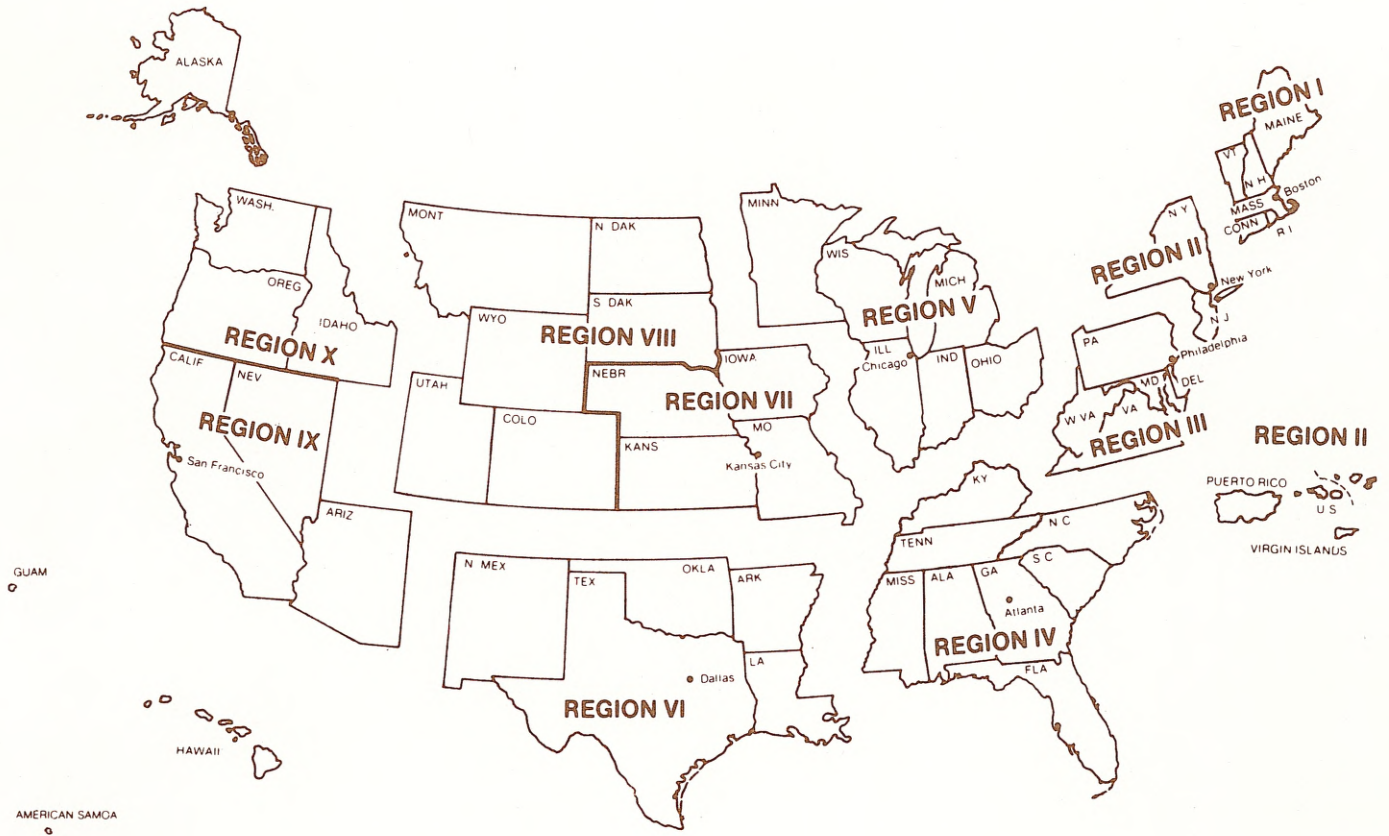 ALASKA
REGION I
MAINE
VT
N H
Boston
MASS
CONN
R I
WASH.
MONT
N DAK
MINN
N Y
WIS
REGION II
MICH
New York
OREG
S DAK
IDAHO
WYO
REGION V
N J
REGION X
REGION VIII
PA
Philadelphia
CALIF
NEV
UTAH
NEBR
IOWA
ILL
Chicago
IND
OHIO
MD
DEL
REGION VII
REGION IX
COLO
MO
W VA
VA
REGION III
REGION II
San Francisco
KANS
Kansas City
KY
PUERTO RICO
U S
VIRGIN ISLANDS
ARIZ
N C
TENN
S C
GUAM
N MEX
TEX
OKLA
ARK
MISS
ALA
GA
Atlanta
REGION IV
LA
FLA
Dallas
REGION VI
HAWAII
AMERICAN SAMOA